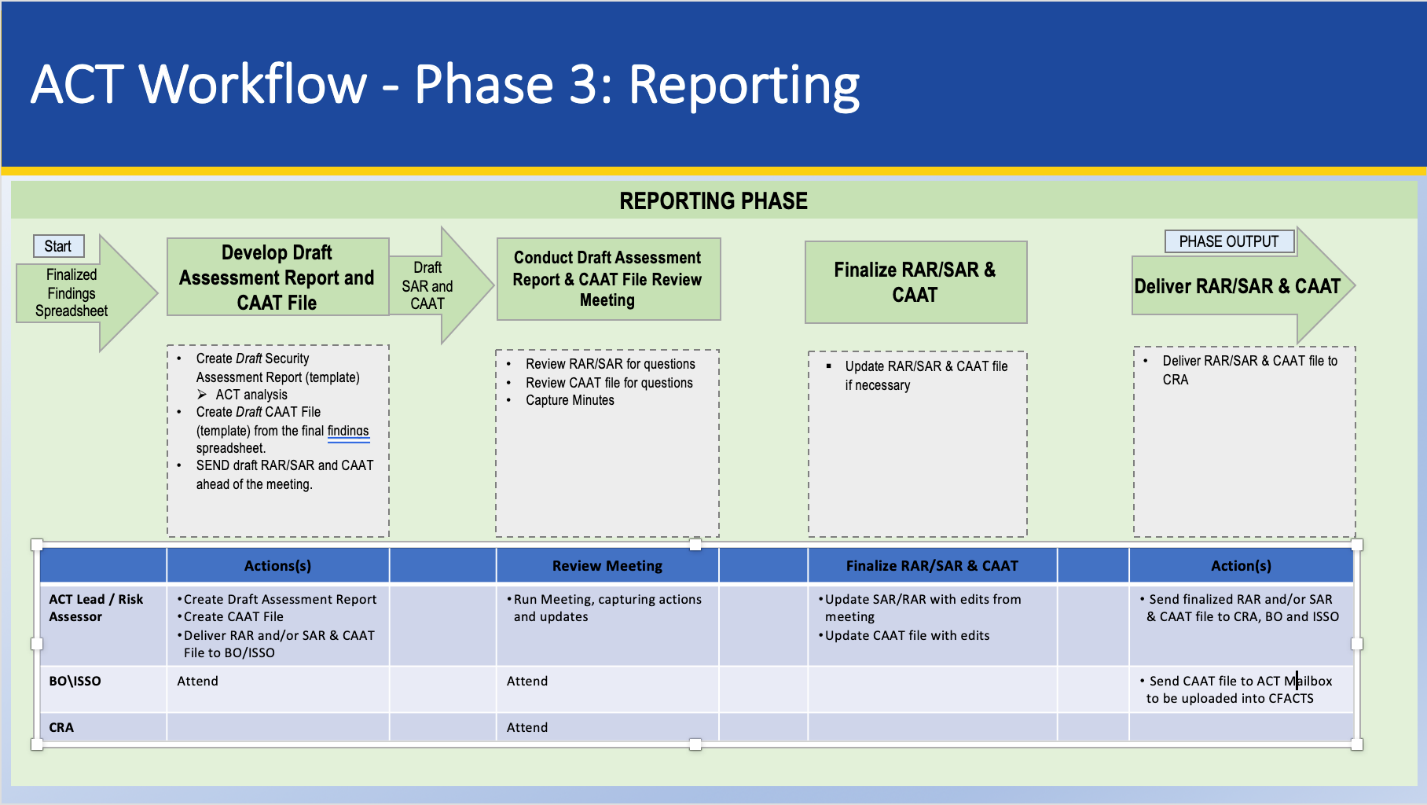 ACT Workflow - Phase 3: Reporting
REPORTING PHASE
Start
Finalized
Findings
Spreadsheet
Develop Draft
Assessment Report and
CAAT File
Draft
SAR and
CAAT
Conduct Draft Assessment
Report & CAAT File Review
Meeting
Finalize RAR/SAR &
CAAT
PHASE OUTPUT
Deliver RAR/SAR & CAAT
• Create Draft Security
Assessment Report (template)
➢ ACT analysis
• Create Draft CAAT File
(template) from the final findings
spreadsheet.
• SEND draft RAR/SAR and CAAT
ahead of the meeting.
• Review RAR/SAR for questions
• Review CAAT file for questions
• Capture Minutes
▪ Update RAR/SAR & CAAT file
if necessary
• Deliver RAR/SAR & CAAT file to
CRA
Actions(s)
Review Meeting
Finalize RAR/SAR & CAAT
Action(s)
ACT Lead / Risk
Assessor
•Create Draft Assessment Report
•Create CAAT File
•Deliver RAR and/or SAR & CAAT
File to BO/ISSO
•Run Meeting, capturing actions
and updates
•Update SAR/RAR with edits from
meeting
•Update CAAT file with edits
• Send finalized RAR and/or SAR
& CAAT file to CRA, BO and ISSO
BO\ISSO
Attend
Attend
• Send CAAT file to ACT Mailbox
to be uploaded into CFACTS
CRA
Attend